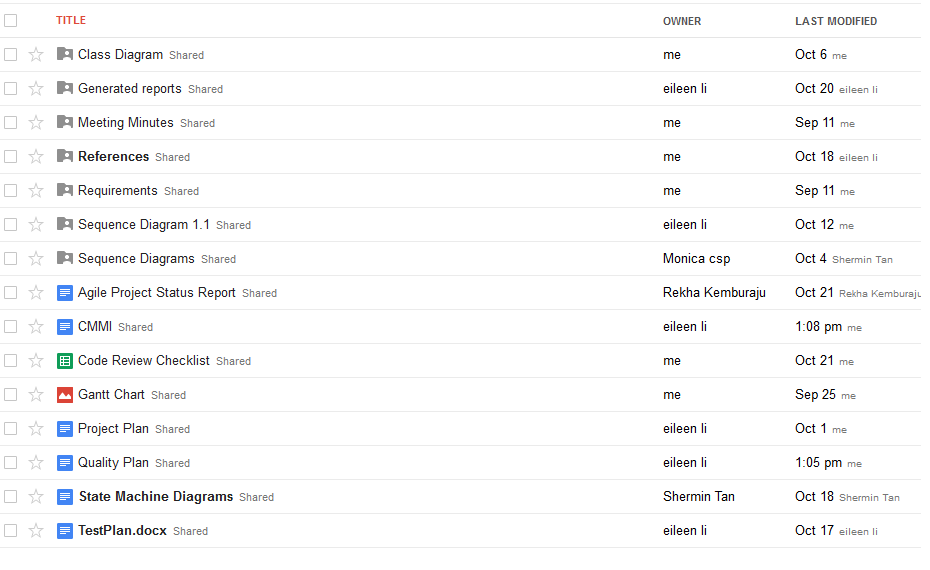 TITLE OWNER LAST MODIFIED
Class Diagram Shared me Oct 6 me
Generated reports Shared eileen li Oct 20 eileen li
Meeting Minutes Shared me Sep 11 me
References Shared me Oct 18 eileen li
Requirements Shared me Sep 11 me
Sequence Diagram 1.1 Shared eileen li Oct 12 me
Sequence Diagrams Shared Monica csp Oct 4 Shermin Tan
Agile Project Status Report Shared Rekha Kemburaju Oct 21 Rekha Kemburaju
CMMI Shared eileen li 1:08 pm me
Code Review Checklist Shared me Oct 21 me
Gantt Chart Shared me Sep 25 me
Project Plan Shared eileen li Oct 1 me
Quality Plan Shared eileen li 1:05 pm me
State Machine Diagrams Shared Shermin Tan Oct 18 Shermin Tan
TestPlan.docx Shared eileen li Oct 17 eileen li